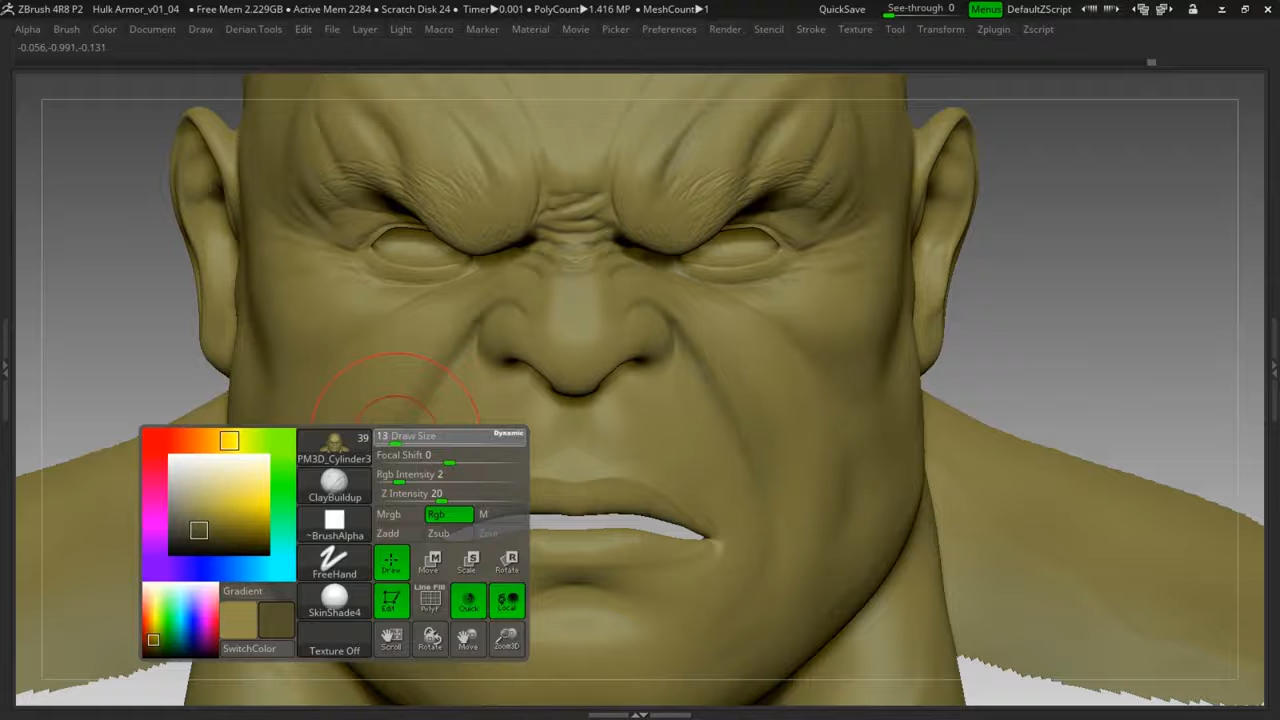 ZBrush 4R8 P2 Hulk Armor_v01_04 • Free Mem 2.229GB • Active Mem 2284 • Scratch Disk 24 • Timer▶0.001 • PolyCount▶1.416 MP • MeshCount▶1 QuickSave See-through 0 Menus DefaultZScript
Alpha Brush Color Document Draw Derian Tools Edit File Layer Light Macro Marker Material Movie Picker Preferences Render Stencil Stroke Texture Tool Transform Zplugin Zscript
-0.056,-0.991,-0.131
39
PM3D_Cylinder3
13 Draw Size Dynamic
Focal Shift 0
Rgb Intensity 2
Z Intensity 20
ClayBuildup
Mrgb Rgb M
~BrushAlpha
Zadd Zsub
FreeHand
Draw Move Scale Rotate
M S R
Gradient
SkinShade4
Line Fill
Edit PolyF Quick Local
SwitchColor
Texture Off
Scroll Rotate Move Zoom3D